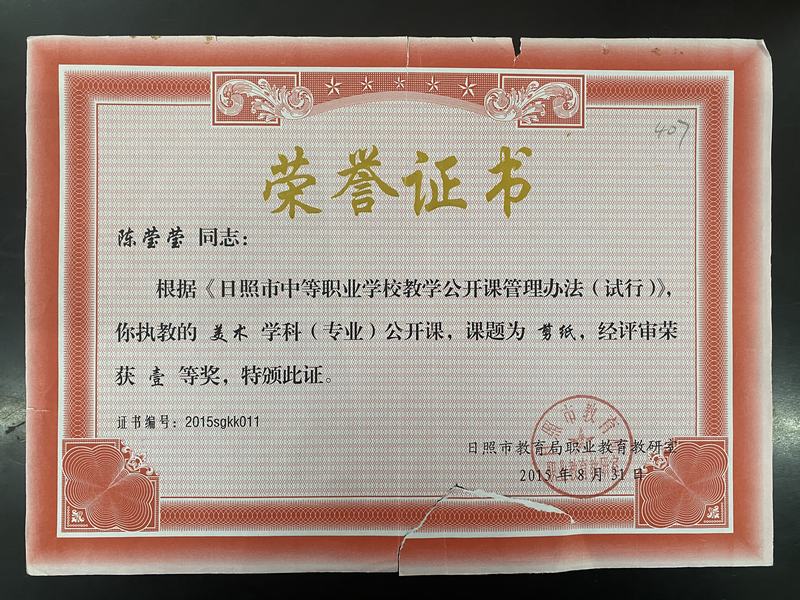 407
荣誉证书
陈莹莹 同志：
根据《日照市中等职业学校教学公开课管理办法（试行）》，
你执教的 美术 学科（专业）公开课，课题为 剪纸，经评审荣
获 壹 等奖，特颁此证。
证书编号：2015sgkk011
日照市教育局职业教育教研室
2015年8月31日